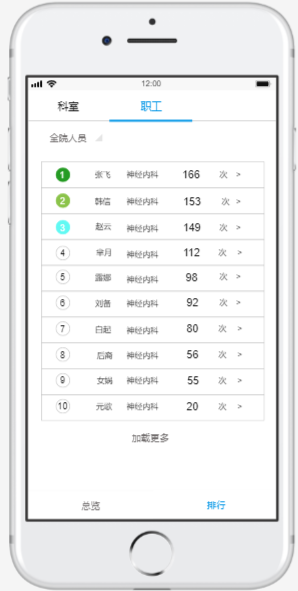 12:00
科室 职工
全院人员
1 张飞 神经内科 166 次 >
2 韩信 神经内科 153 次 >
3 赵云 神经内科 149 次 >
4 芈月 神经内科 112 次 >
5 露娜 神经内科 98 次 >
6 刘备 神经内科 92 次 >
7 白起 神经内科 80 次 >
8 后裔 神经内科 56 次 >
9 女娲 神经内科 55 次 >
10 元歌 神经内科 20 次 >
加载更多
总览 排行